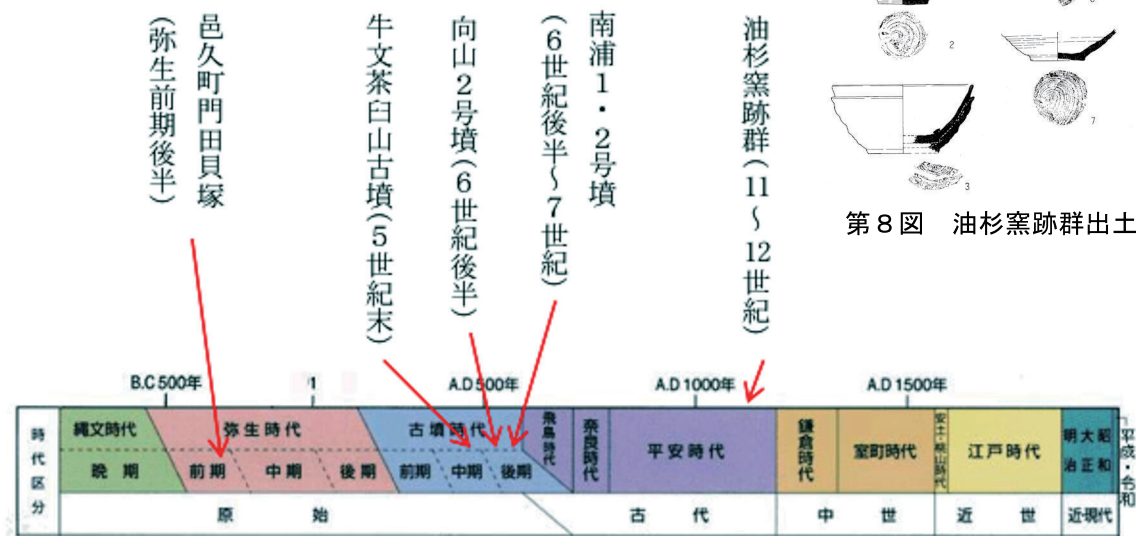 南浦1・2号墳
(6世紀後半~7世紀)
向山2号墳(6世紀後半)
牛文茶臼山古墳(5世紀末)
邑久町門田貝塚
(弥生前期後半)
油杉窯跡群(11~12世紀)
2
7
3
第8図 油杉窯跡群出土
B.C500年 1 A.D500年 A.D1000年 A.D1500年
時代区分
縄文時代 弥生時代 古墳時代 飛鳥時代 奈良時代 平安時代 鎌倉時代 室町時代 安土・桃山時代 江戸時代 明治 大正 昭和 平成・令和
晩期 前期 中期 後期 前期 中期 後期
原始 古代 中世 近世 近・現代